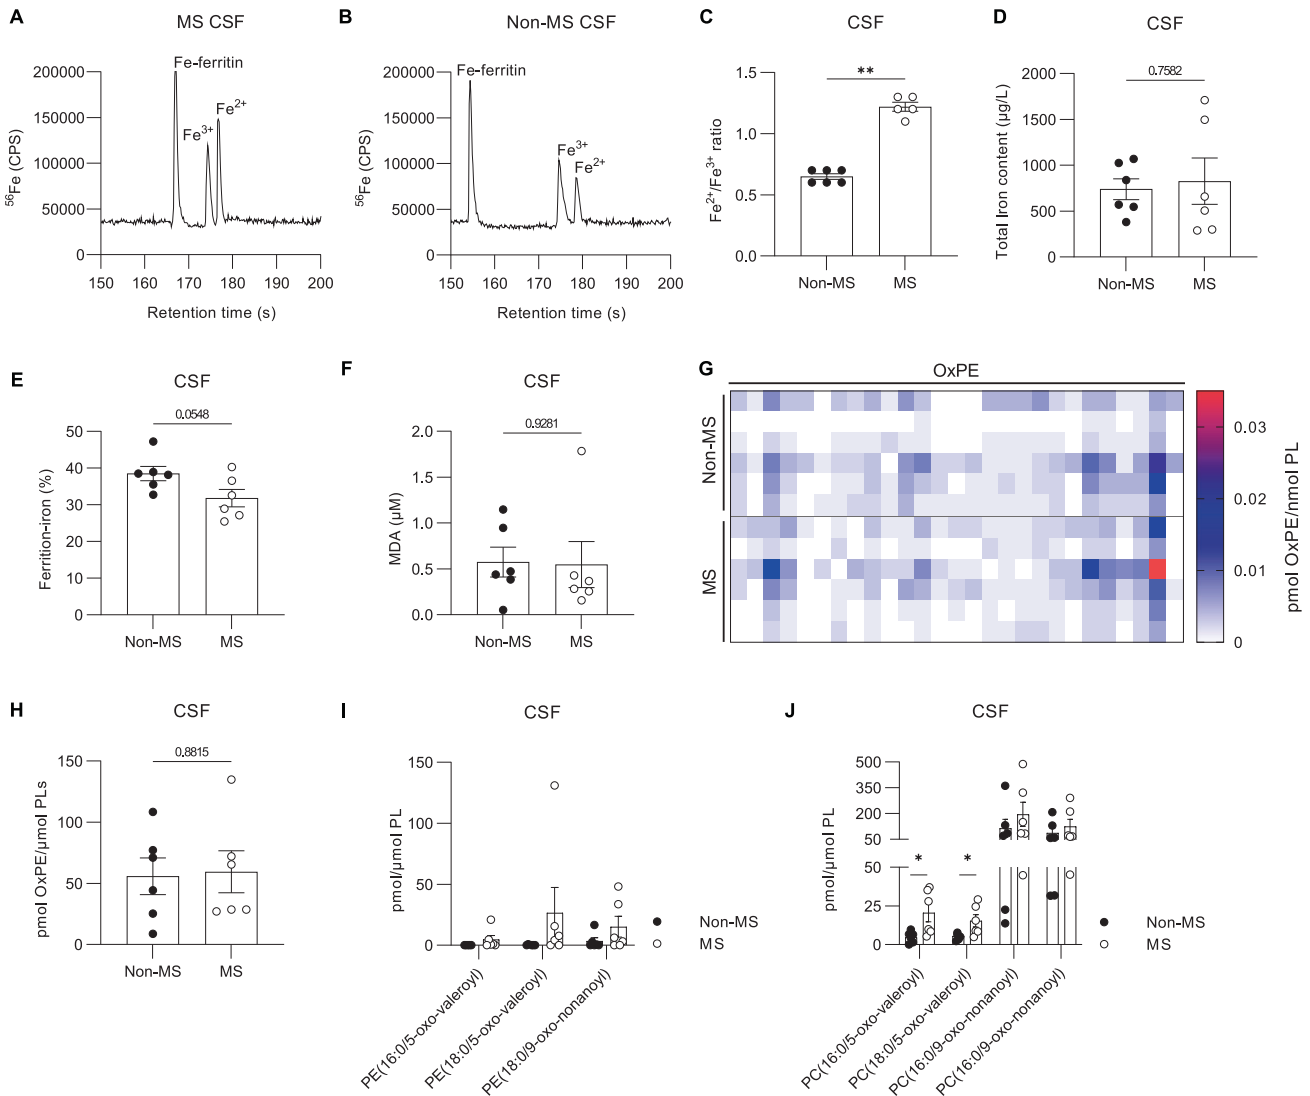 A
MS CSF
⁵⁶Fe (CPS)
200000
150000
100000
50000
0
Fe-ferritin
Fe³⁺
Fe²⁺
150 160 170 180 190 200
Retention time (s)
B
Non-MS CSF
⁵⁶Fe (CPS)
200000
150000
100000
50000
0
Fe-ferritin
Fe³⁺
Fe²⁺
150 160 170 180 190 200
Retention time (s)
C
CSF
Fe²⁺/Fe³⁺ ratio
1.5
1.0
0.5
0.0
**
Non-MS MS
D
CSF
Total Iron content (µg/L)
2000
1500
1000
500
0
0.7582
Non-MS MS
E
CSF
Ferrition-iron (%)
50
40
30
20
10
0
0.0548
Non-MS MS
F
CSF
MDA (µM)
2.0
1.5
1.0
0.5
0.0
0.9281
Non-MS MS
G
OxPE
Non-MS
MS
0.03
0.02
0.01
0
pmol OxPE/nmol PL
H
CSF
pmol OxPE/µmol PLs
150
100
50
0
0.8815
Non-MS MS
I
CSF
pmol/µmol PL
150
100
50
0
PE(16:0/5-oxo-valeroyl)
PE(18:0/5-oxo-valeroyl)
PE(18:0/9-oxo-nonanoyl)
Non-MS
MS
J
CSF
pmol/µmol PL
500
350
200
50
50
25
0
*
*
PC(16:0/5-oxo-valeroyl)
PC(18:0/5-oxo-valeroyl)
PC(16:0/9-oxo-nonanoyl)
PC(16:0/9-oxo-nonanoyl)
Non-MS
MS